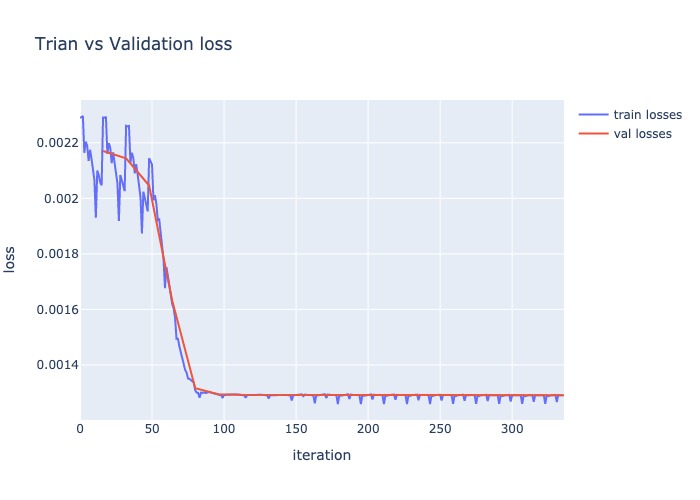 Trian vs Validation loss
train losses
val losses
0.0022
0.002
0.0018
0.0016
0.0014
loss
0 50 100 150 200 250 300
iteration